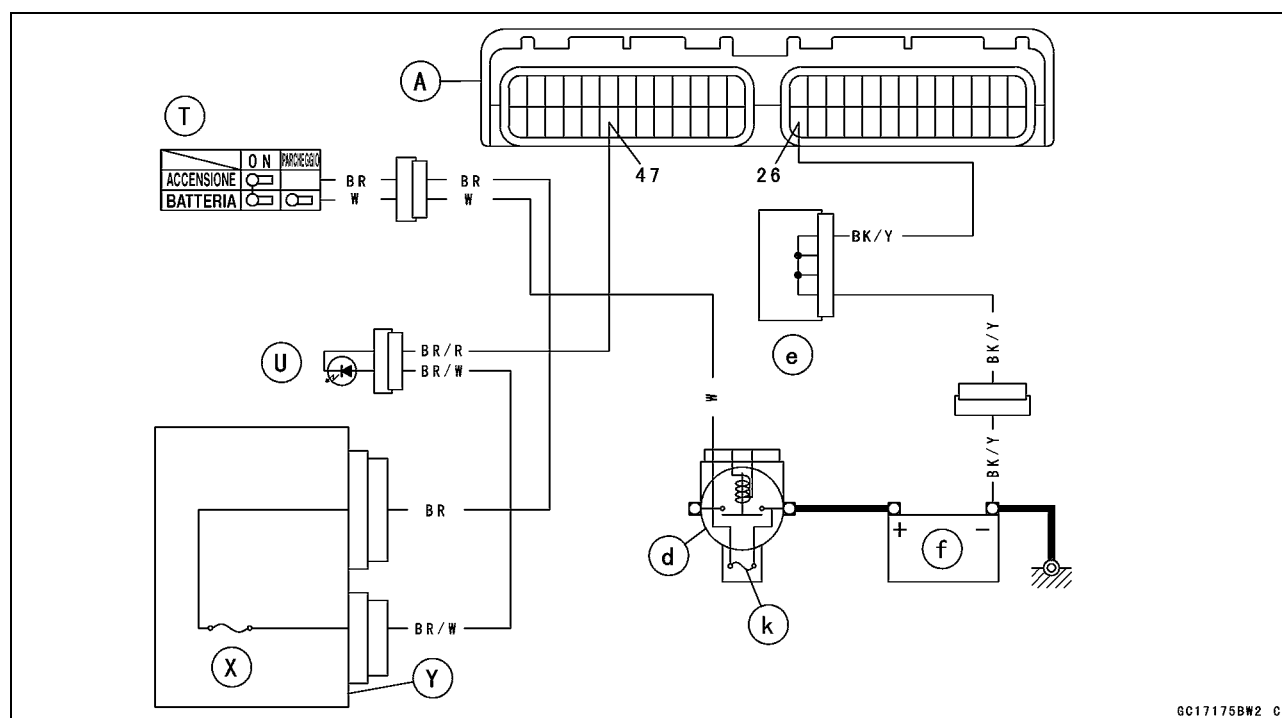 A
T
ON PARCHEGGIO
ACCENSIONE
BATTERIA
BR BR
W W
47 26
BK/Y
e
BK/Y
U
BR/R
BR/W
W
BK/Y
BR
d
+ f -
k
BR/W
X
Y
GC17175BW2 C